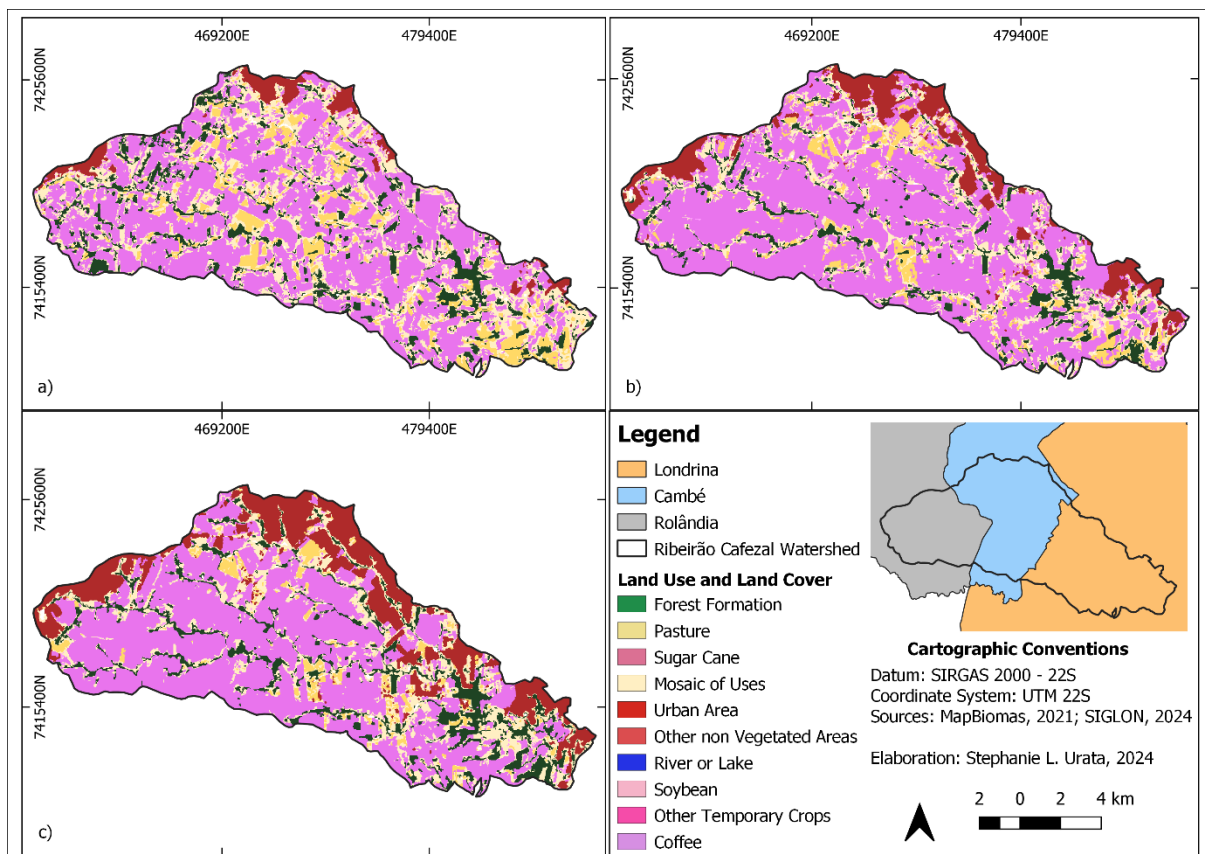 469200E
479400E
7425600N
7415400N
a)
469200E
479400E
7425600N
7415400N
b)
469200E
479400E
7425600N
7415400N
c)
Legend
Londrina
Cambé
Rolândia
Ribeirão Cafezal Watershed
Land Use and Land Cover
Forest Formation
Pasture
Sugar Cane
Mosaic of Uses
Urban Area
Other non Vegetated Areas
River or Lake
Soybean
Other Temporary Crops
Coffee
Cartographic Conventions
Datum: SIRGAS 2000 - 22S
Coordinate System: UTM 22S
Sources: MapBiomas, 2021; SIGLON, 2024
Elaboration: Stephanie L. Urata, 2024
2 0 2 4 km